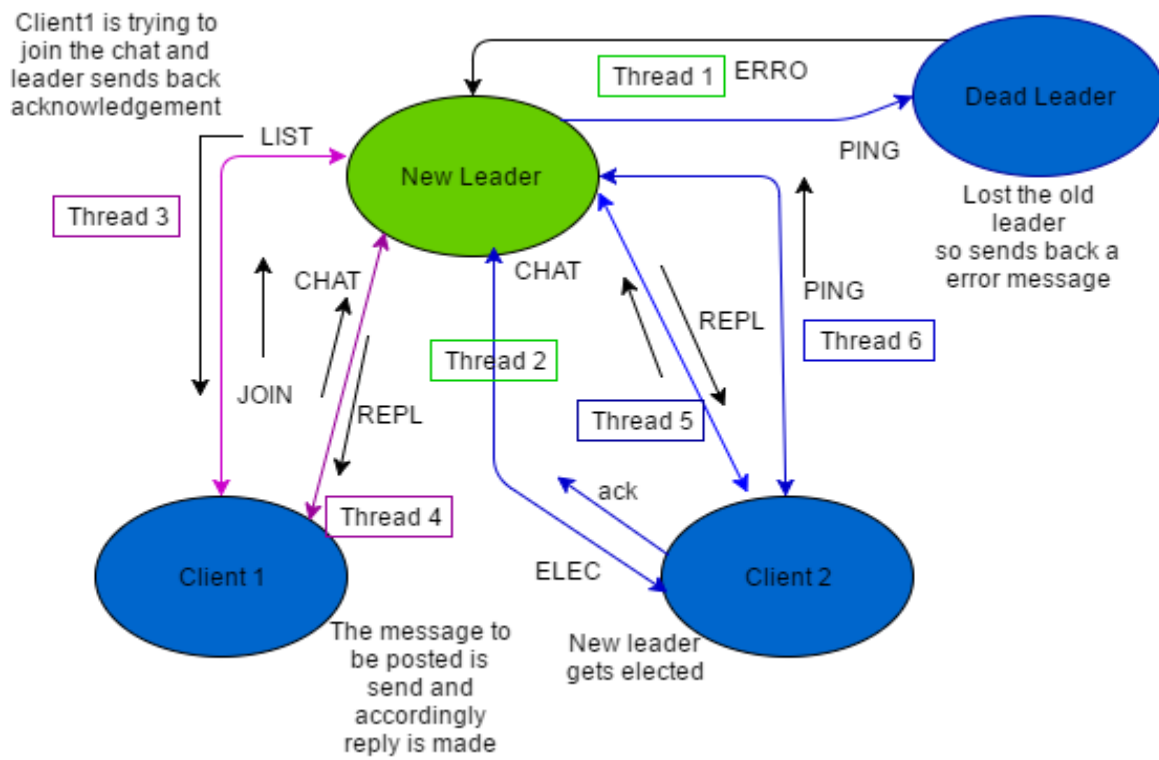 Client1 is trying to
join the chat and
leader sends back
acknowledgement
Thread 1
ERRO
Dead Leader
LIST
PING
New Leader
Thread 3
Lost the old
leader
so sends back a
error message
CHAT
CHAT
PING
REPL
Thread 6
Thread 2
JOIN
REPL
Thread 5
ack
Thread 4
ELEC
Client 1
Client 2
The message to
be posted is
send and
accordingly
reply is made
New leader
gets elected